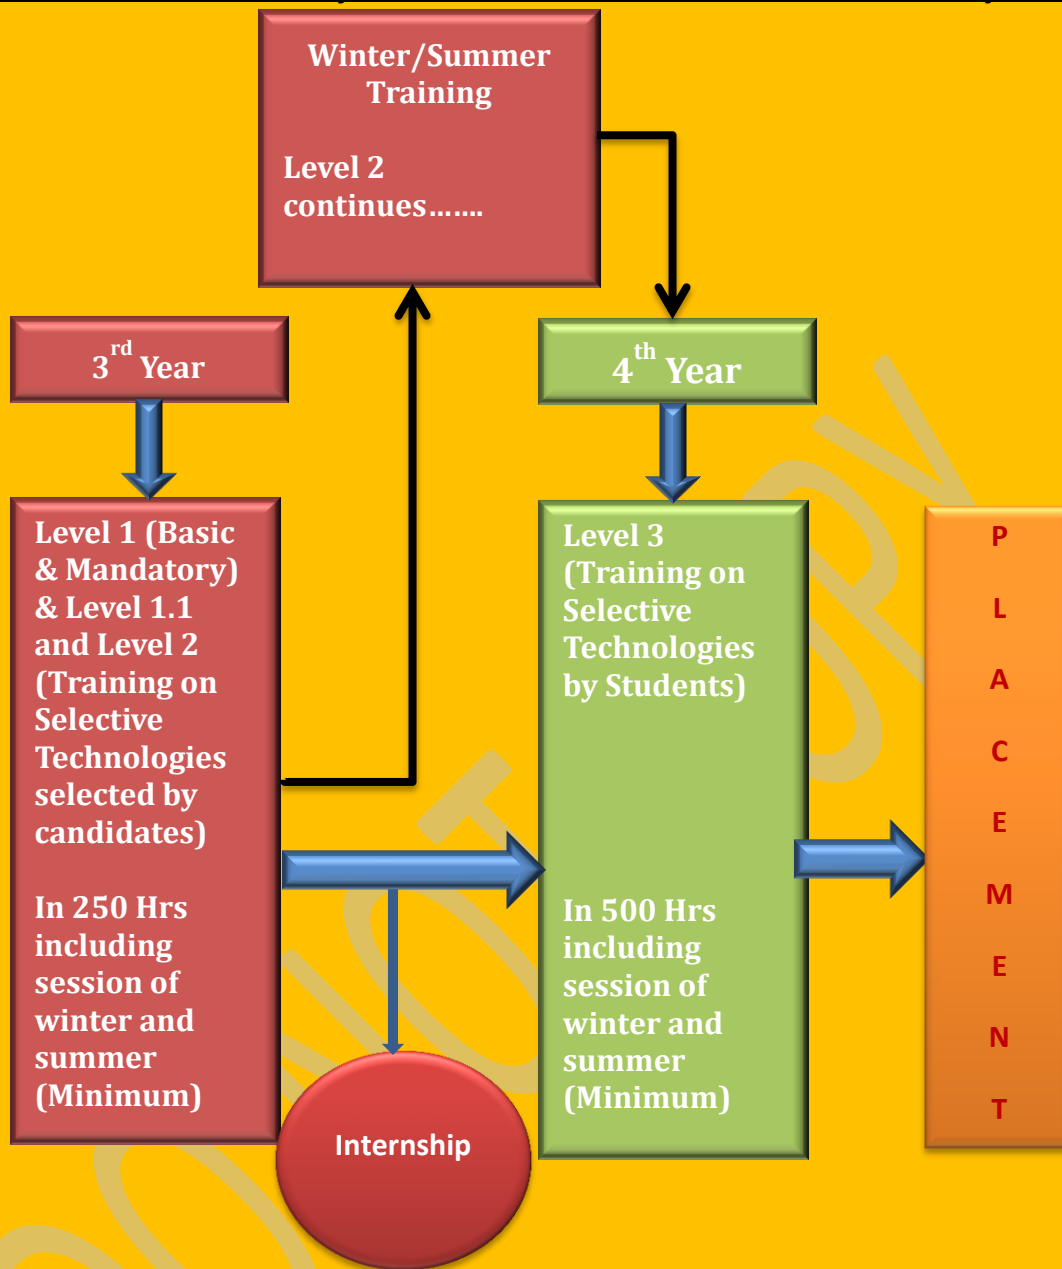 Winter/Summer
Training
Level 2
continues.......
3rd Year
4th Year
Level 1 (Basic
& Mandatory)
& Level 1.1
and Level 2
(Training on
Selective
Technologies
selected by
candidates)
In 250 Hrs
including
session of
winter and
summer
(Minimum)
Internship
Level 3
(Training on
Selective
Technologies
by Students)
In 500 Hrs
including
session of
winter and
summer
(Minimum)
P
L
A
C
E
M
E
N
T